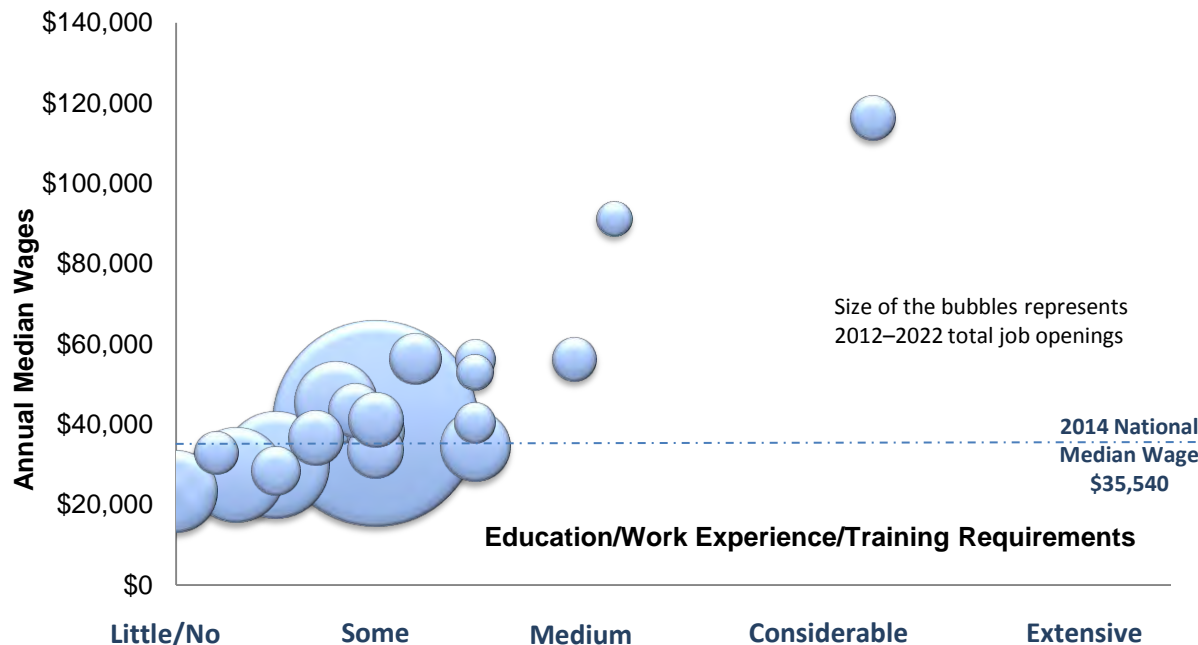 $140,000
$120,000
$100,000
$80,000
$60,000
$40,000
$20,000
$0
Annual Median Wages
Size of the bubbles represents
2012–2022 total job openings
2014 National
Median Wage
$35,540
Education/Work Experience/Training Requirements
Little/No
Some
Medium
Considerable
Extensive